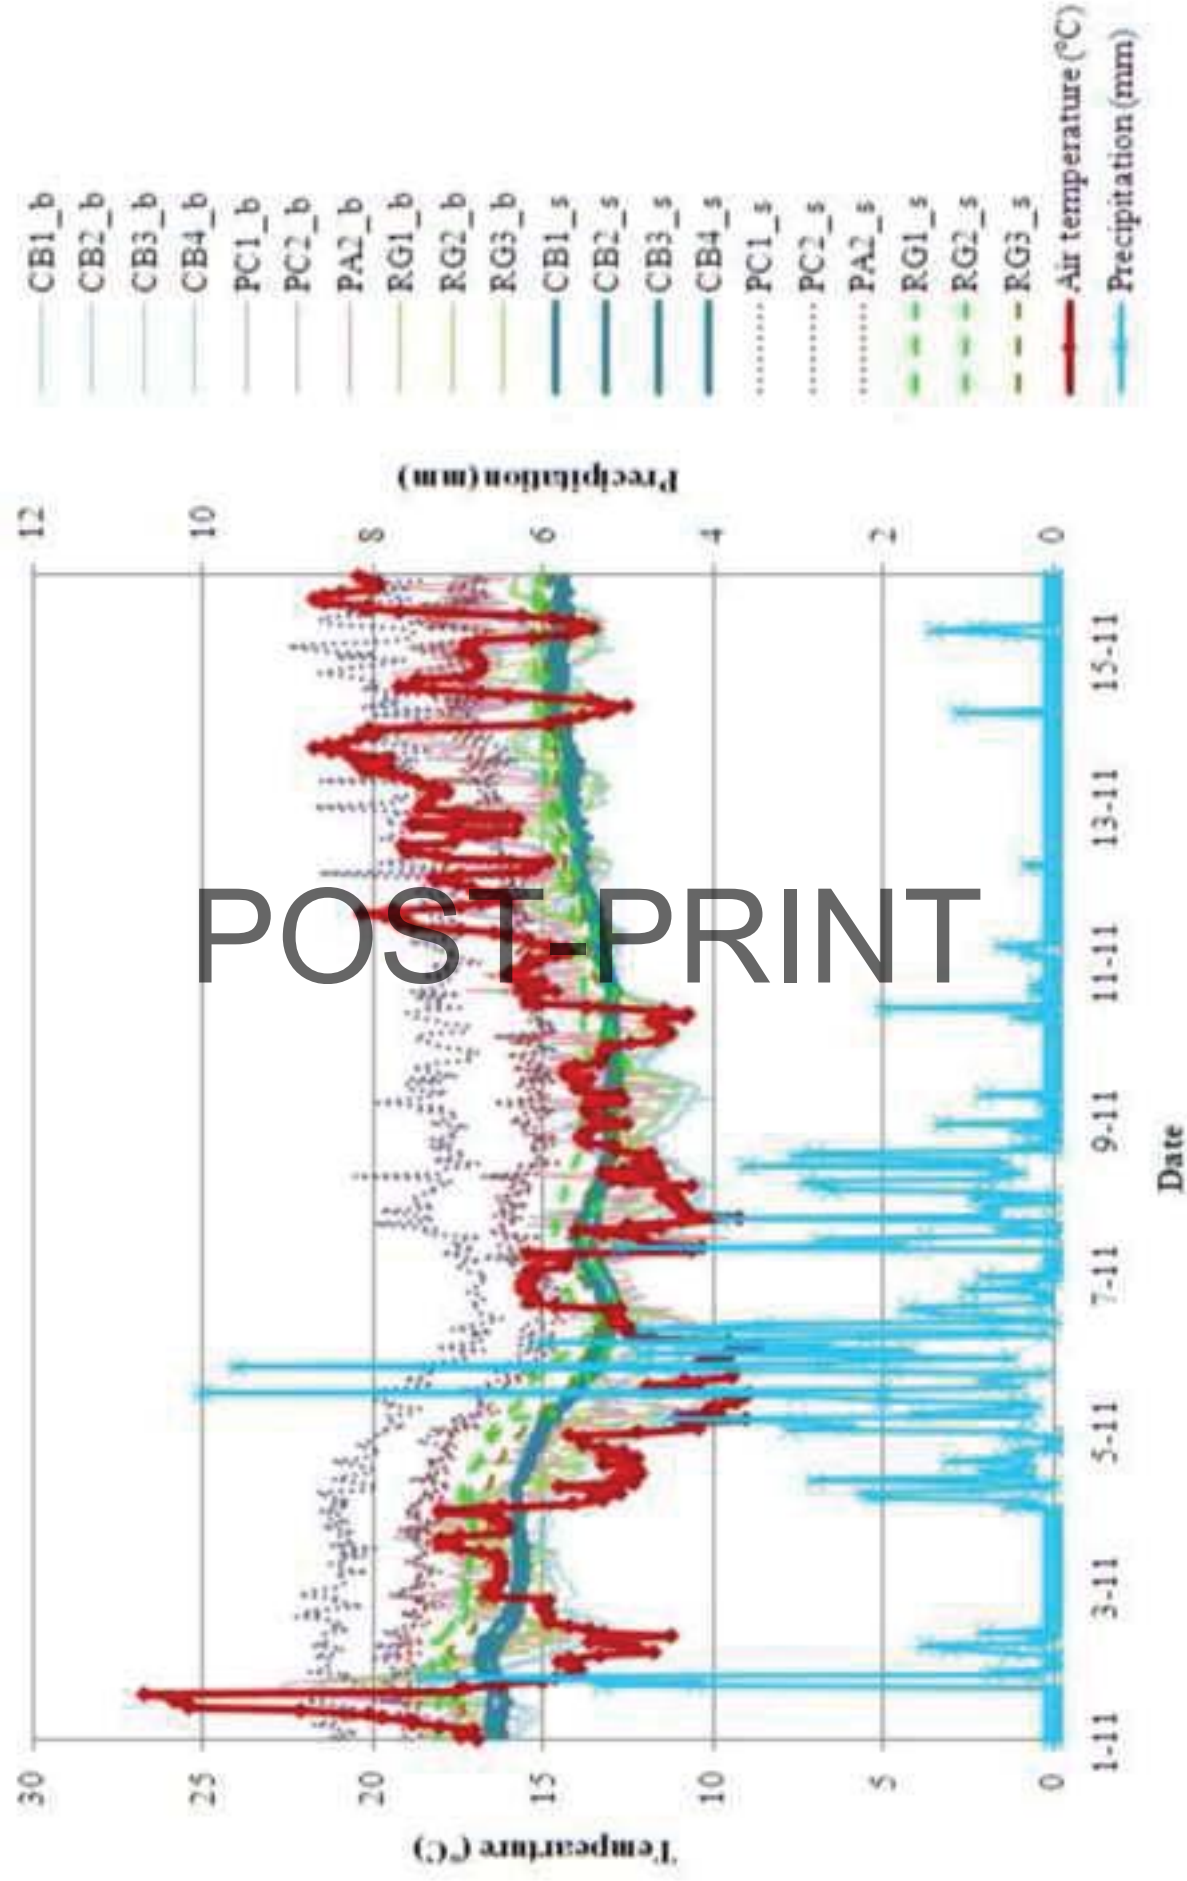 30
25
20
15
10
5
0
Tempearture (°C)
12
10
8
6
4
2
0
Precipitation (mm)
1-11
3-11
5-11
7-11
9-11
11-11
13-11
15-11
Date
CB1_b
CB2_b
CB3_b
CB4_b
PC1_b
PC2_b
PA2_b
RG1_b
RG2_b
RG3_b
CB1_s
CB2_s
CB3_s
CB4_s
PC1_s
PC2_s
PA2_s
RG1_s
RG2_s
RG3_s
Air temperature (°C)
Precipitation (mm)
POST-PRINT